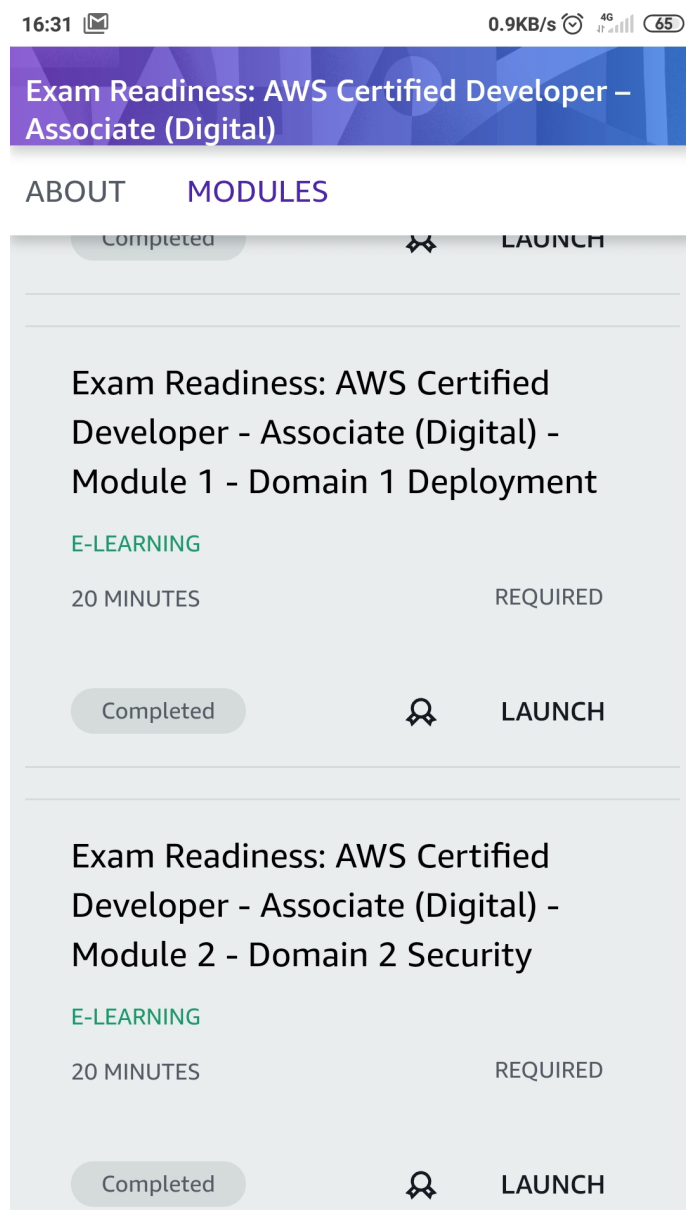 16:31
0.9KB/s 4G 65
Exam Readiness: AWS Certified Developer –
Associate (Digital)
ABOUT MODULES
Completed LAUNCH
Exam Readiness: AWS Certified
Developer - Associate (Digital) -
Module 1 - Domain 1 Deployment
E-LEARNING
20 MINUTES REQUIRED
Completed LAUNCH
Exam Readiness: AWS Certified
Developer - Associate (Digital) -
Module 2 - Domain 2 Security
E-LEARNING
20 MINUTES REQUIRED
Completed LAUNCH